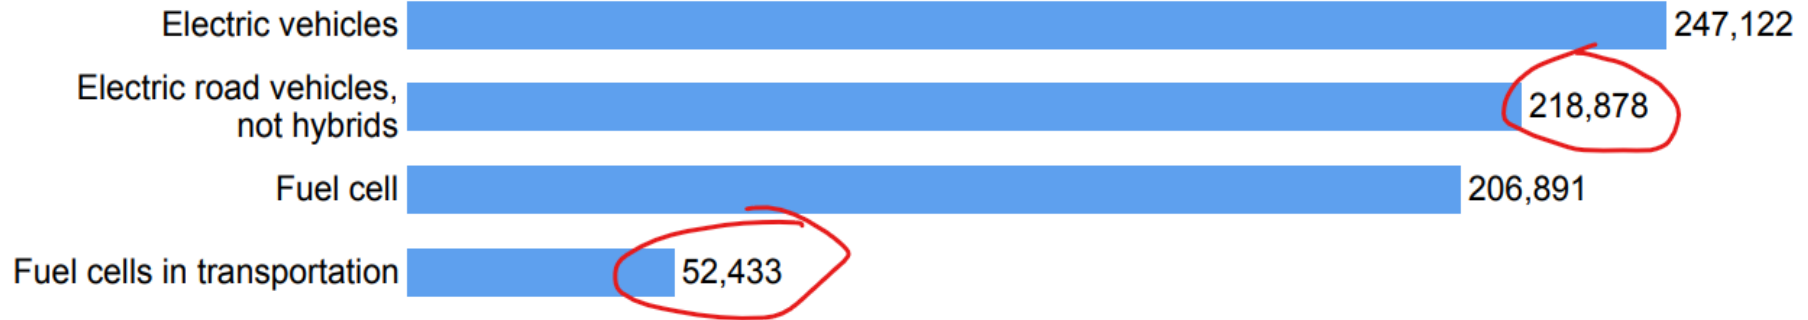 Electric vehicles 247,122
Electric road vehicles,
not hybrids 218,878
Fuel cell 206,891
Fuel cells in transportation 52,433